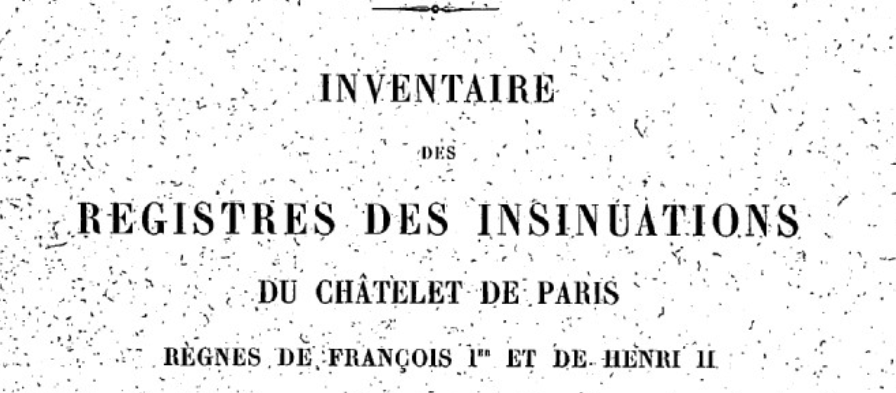 INVENTAIRE
DES
REGISTRES DES INSINUATIONS
DU CHÂTELET DE PARIS
RÈGNES DE FRANÇOIS Iᵉʳ ET DE HENRI II